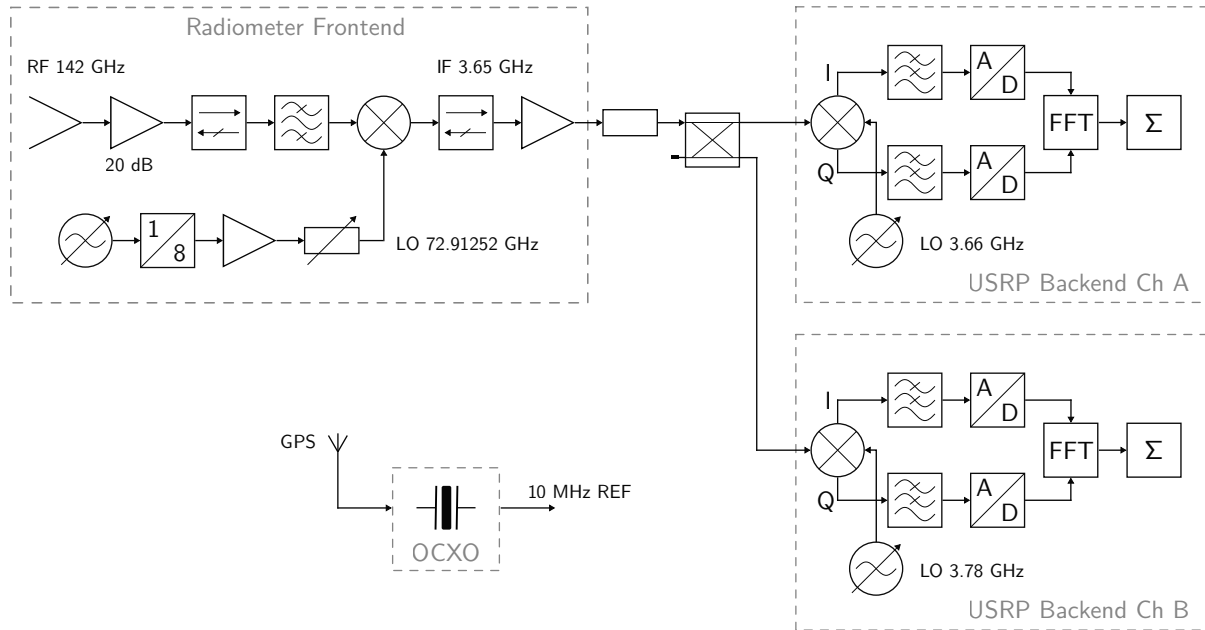 Radiometer Frontend
RF 142 GHz
IF 3.65 GHz
20 dB
1
8
LO 72.91252 GHz
I
Q
A
D
A
D
FFT
Σ
LO 3.66 GHz
USRP Backend Ch A
I
Q
A
D
A
D
FFT
Σ
LO 3.78 GHz
USRP Backend Ch B
GPS
10 MHz REF
OCXO